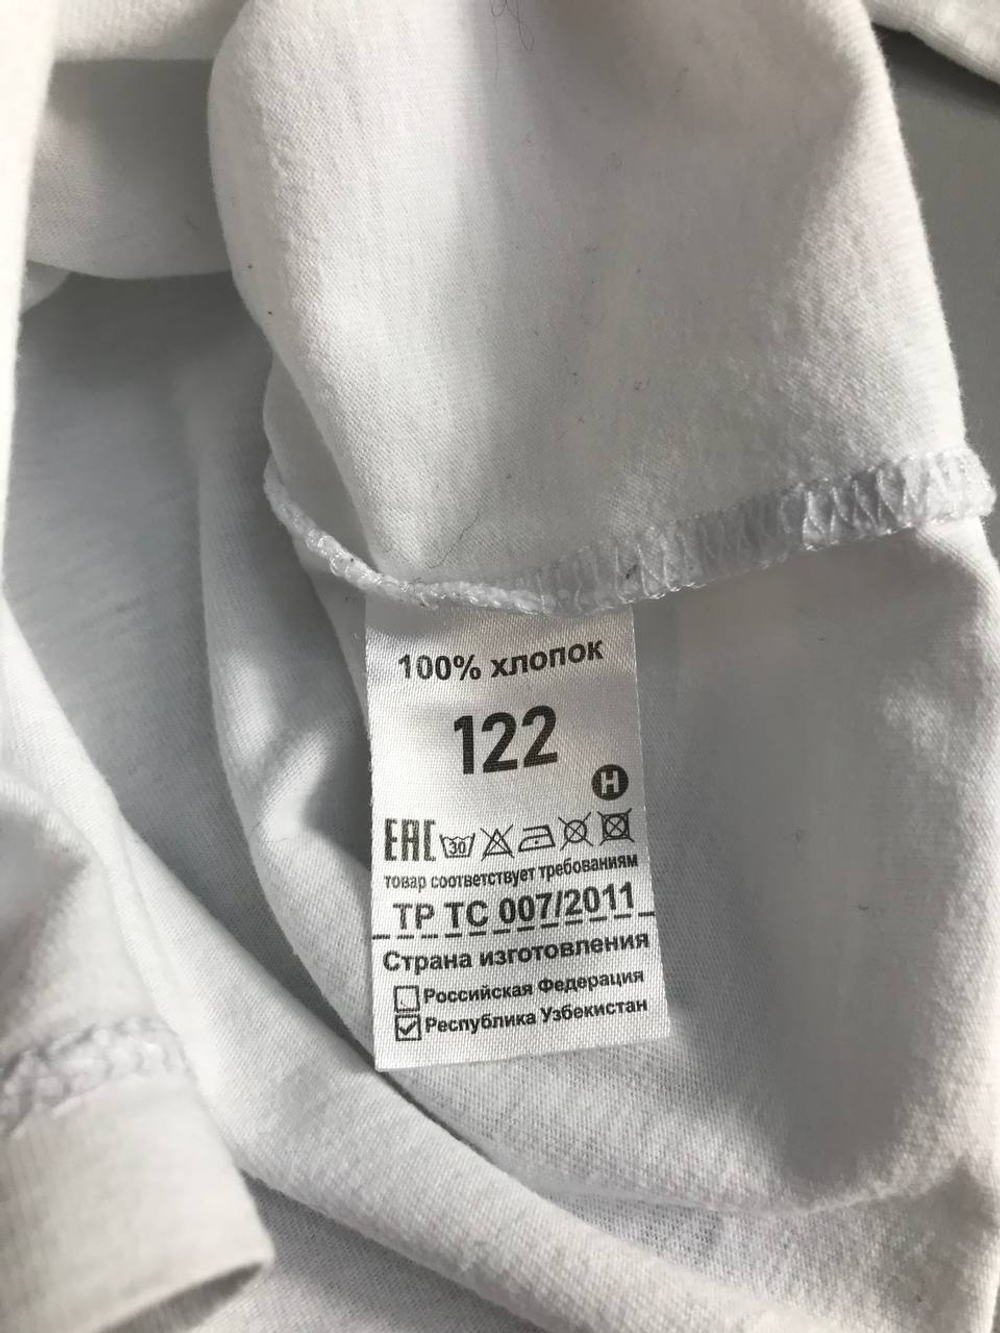 100% хлопок
122
Н
ЕАС 30
товар соответствует требованиям
ТР ТС 007/2011
Страна изготовления
Российская Федерация
Республика Узбекистан